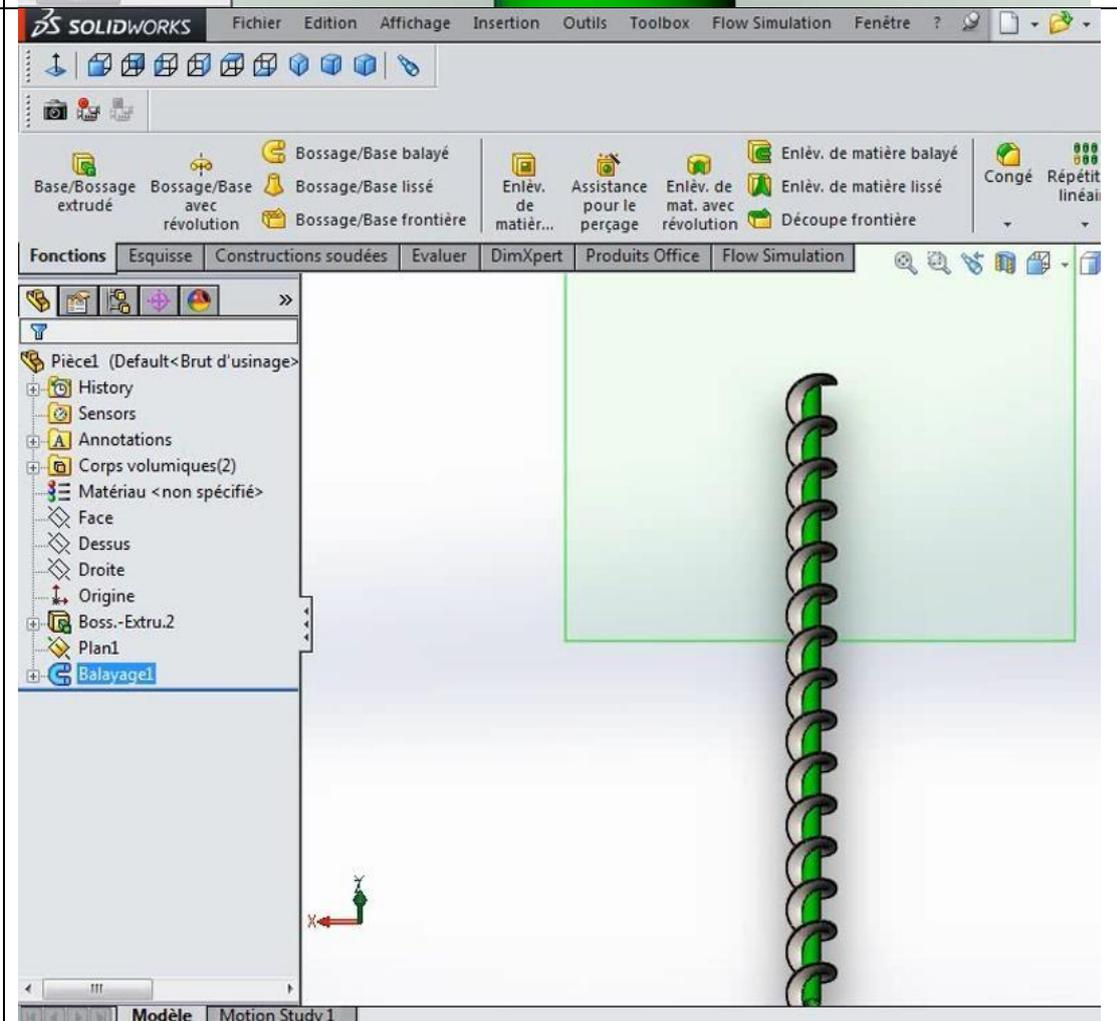 SOLIDWORKS Fichier Edition Affichage Insertion Outils Toolbox Flow Simulation Fenêtre ?
Base/Bossage extrudé
Bossage/Base avec révolution
Bossage/Base balayé
Bossage/Base lissé
Bossage/Base frontière
Enlèv. de matièr...
Assistance pour le perçage
Enlèv. de mat. avec révolution
Enlèv. de matière balayé
Enlèv. de matière lissé
Découpe frontière
Congé
Répétit
linéai
Fonctions Esquisse Constructions soudées Evaluer DimXpert Produits Office Flow Simulation
Pièce1 (Default<Brut d'usinage>
History
Sensors
A Annotations
Corps volumiques(2)
Matériau <non spécifié>
Face
Dessus
Droite
Origine
Boss.-Extru.2
Plan1
Balayage1
X
Modèle Motion Study 1